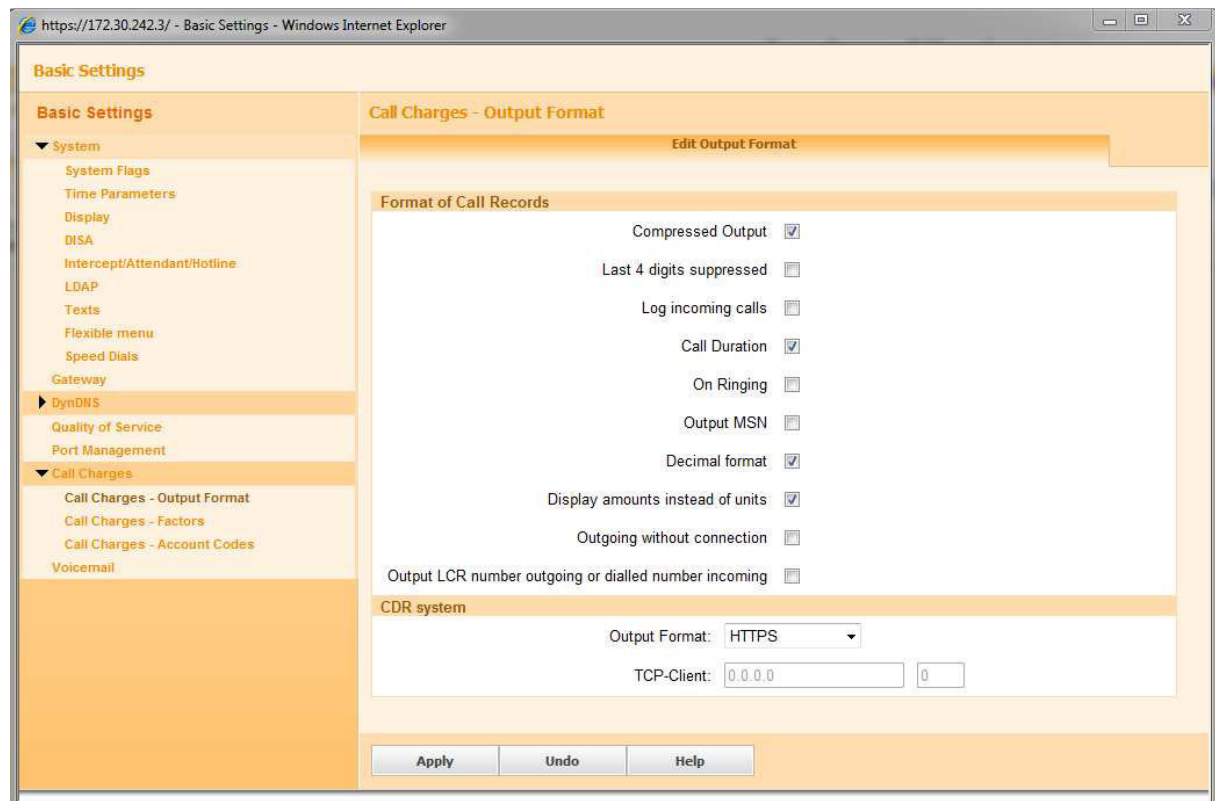 https://172.30.242.3/ - Basic Settings - Windows Internet Explorer
Basic Settings
Basic Settings
System
System Flags
Time Parameters
Display
DISA
Intercept/Attendant/Hotline
LDAP
Texts
Flexible menu
Speed Dials
Gateway
DynDNS
Quality of Service
Port Management
Call Charges
Call Charges - Output Format
Call Charges - Factors
Call Charges - Account Codes
Voicemail
Call Charges - Output Format
Edit Output Format
Format of Call Records
Compressed Output
Last 4 digits suppressed
Log incoming calls
Call Duration
On Ringing
Output MSN
Decimal format
Display amounts instead of units
Outgoing without connection
Output LCR number outgoing or dialled number incoming
CDR system
Output Format: HTTPS
TCP-Client: 0.0.0.0 0
Apply Undo Help